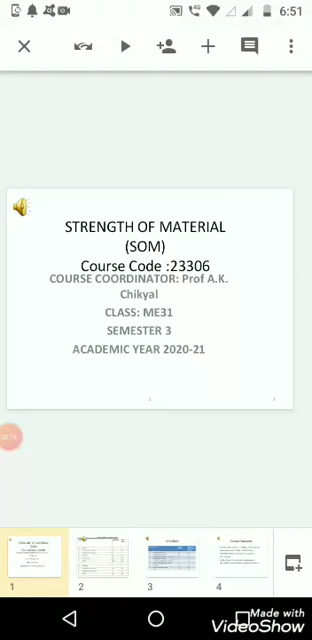 4G
6:51
STRENGTH OF MATERIAL
(SOM)
Course Code :23306
COURSE COORDINATOR: Prof A.K.
Chikyal
CLASS: ME31
SEMESTER 3
ACADEMIC YEAR 2020-21
1
2
3
4
Made with
VideoShow